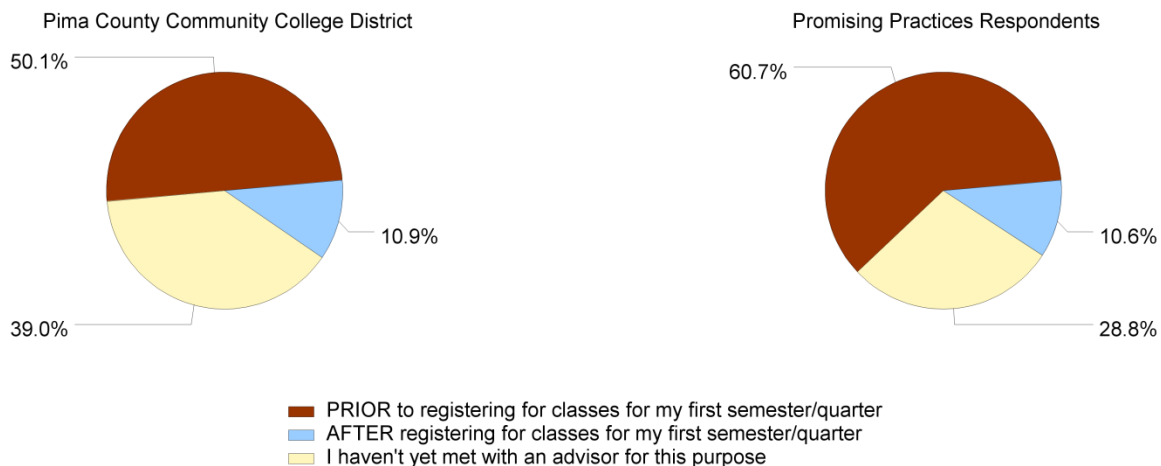 Pima County Community College District
50.1%
10.9%
39.0%
Promising Practices Respondents
60.7%
10.6%
28.8%
PRIOR to registering for classes for my first semester/quarter
AFTER registering for classes for my first semester/quarter
I haven't yet met with an advisor for this purpose